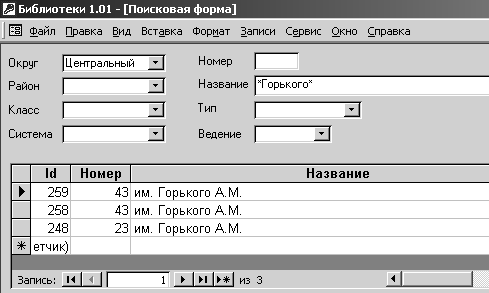 Библиотеки 1.01 - [Поисковая форма]
Файл Правка Вид Вставка Формат Записи Сервис Окно Справка
Округ Центральный Номер
Район Название *Горького*
Класс Тип
Система Ведение
Id Номер Название
259 43 им. Горького А.М.
258 43 им. Горького А.М.
248 23 им. Горького А.М.
етчик)
Запись: 1 из 3